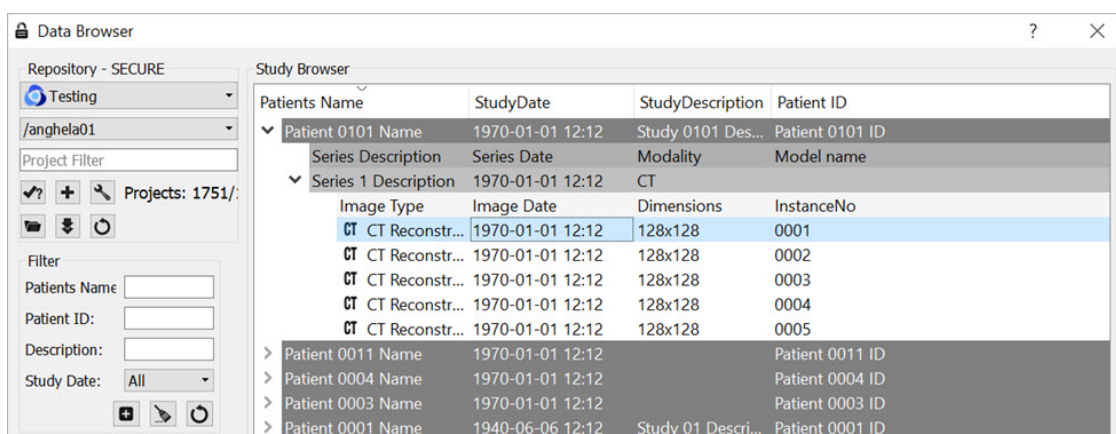 Data Browser ?
Repository - SECURE
Testing
/anghela01
Project Filter
Projects: 1751/
Filter
Patients Name
Patient ID:
Description:
Study Date: All
Study Browser
Patients Name StudyDate StudyDescription Patient ID
Patient 0101 Name 1970-01-01 12:12 Study 0101 Des... Patient 0101 ID
Series Description Series Date Modality Model name
Series 1 Description 1970-01-01 12:12 CT
Image Type Image Date Dimensions InstanceNo
CT CT Reconstr... 1970-01-01 12:12 128x128 0001
CT CT Reconstr... 1970-01-01 12:12 128x128 0002
CT CT Reconstr... 1970-01-01 12:12 128x128 0003
CT CT Reconstr... 1970-01-01 12:12 128x128 0004
CT CT Reconstr... 1970-01-01 12:12 128x128 0005
Patient 0011 Name 1970-01-01 12:12 Patient 0011 ID
Patient 0004 Name 1970-01-01 12:12 Patient 0004 ID
Patient 0003 Name 1970-01-01 12:12 Patient 0003 ID
Patient 0001 Name 1940-06-06 12:12 Study 01 Descri... Patient 0001 ID